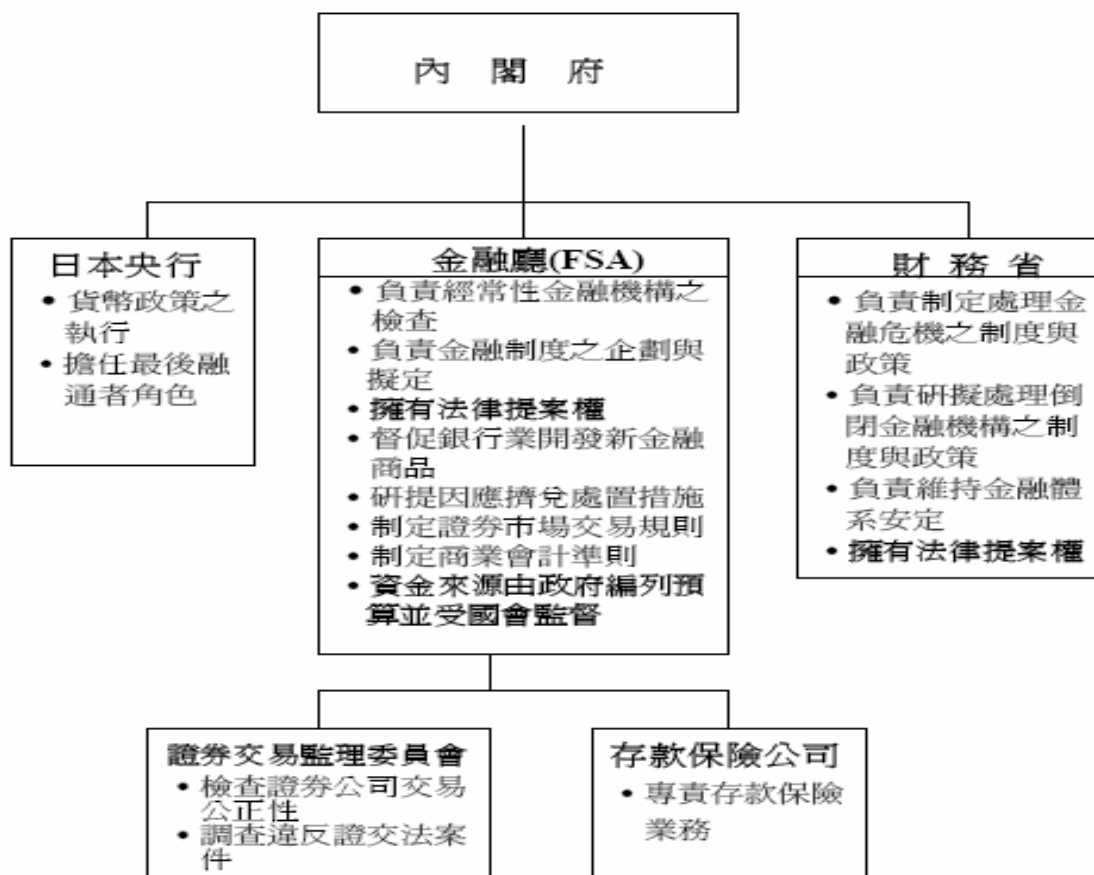 內 閣 府
日本央行
• 貨幣政策之
執行
• 擔任最後融
通者角色
金融廳(FSA)
• 負責經常性金融機構之
檢查
• 負責金融制度之企劃與
擬定
• 擁有法律提案權
• 督促銀行業開發新金融
商品
• 研提因應擠兌處置措施
• 制定證券市場交易規則
• 制定商業會計準則
• 資金來源由政府編列預
算並受國會監督
財 務 省
• 負責制定處理金
融危機之制度與
政策
• 負責研擬處理倒
閉金融機構之制
度與政策
• 負責維持金融體
系安定
• 擁有法律提案權
證券交易監理委員會
• 檢查證券公司交易
公正性
• 調查違反證交法案
件
存款保險公司
• 專責存款保險
業務